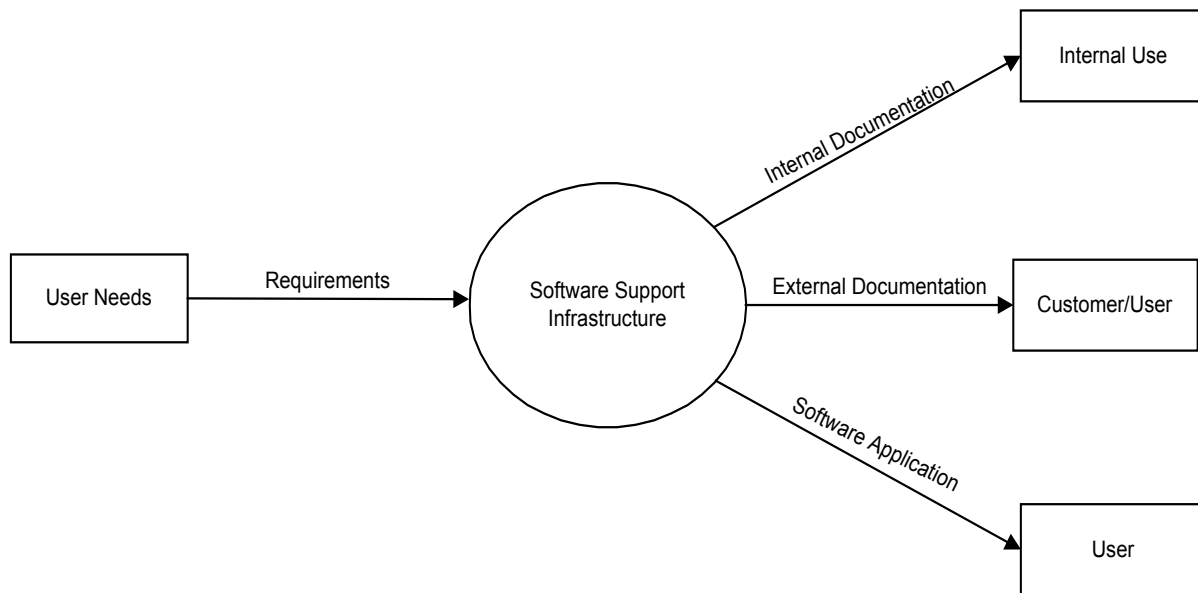 Internal Use
Internal Documentation
User Needs
Requirements
Software Support
Infrastructure
External Documentation
Customer/User
Software Application
User